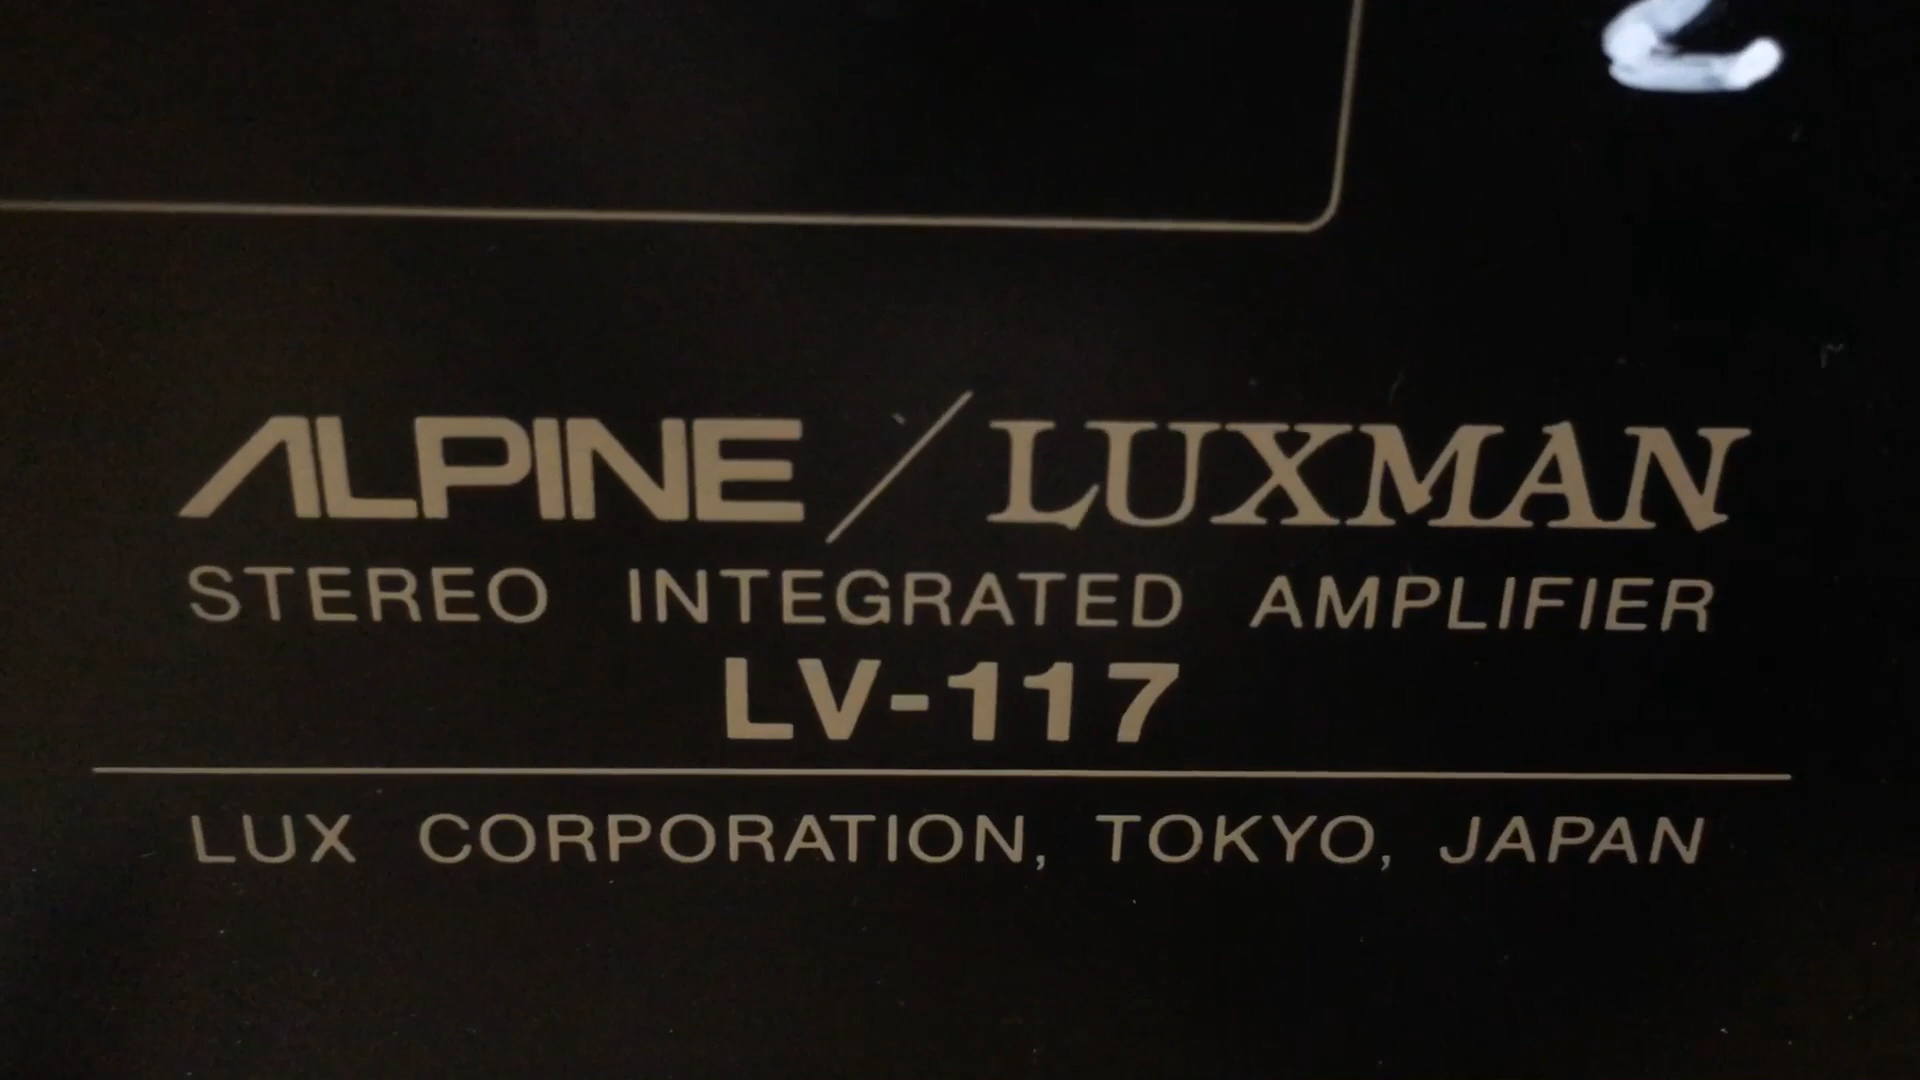 ALPINE/LUXMAN
STEREO INTEGRATED AMPLIFIER
LV-117
LUX CORPORATION, TOKYO, JAPAN